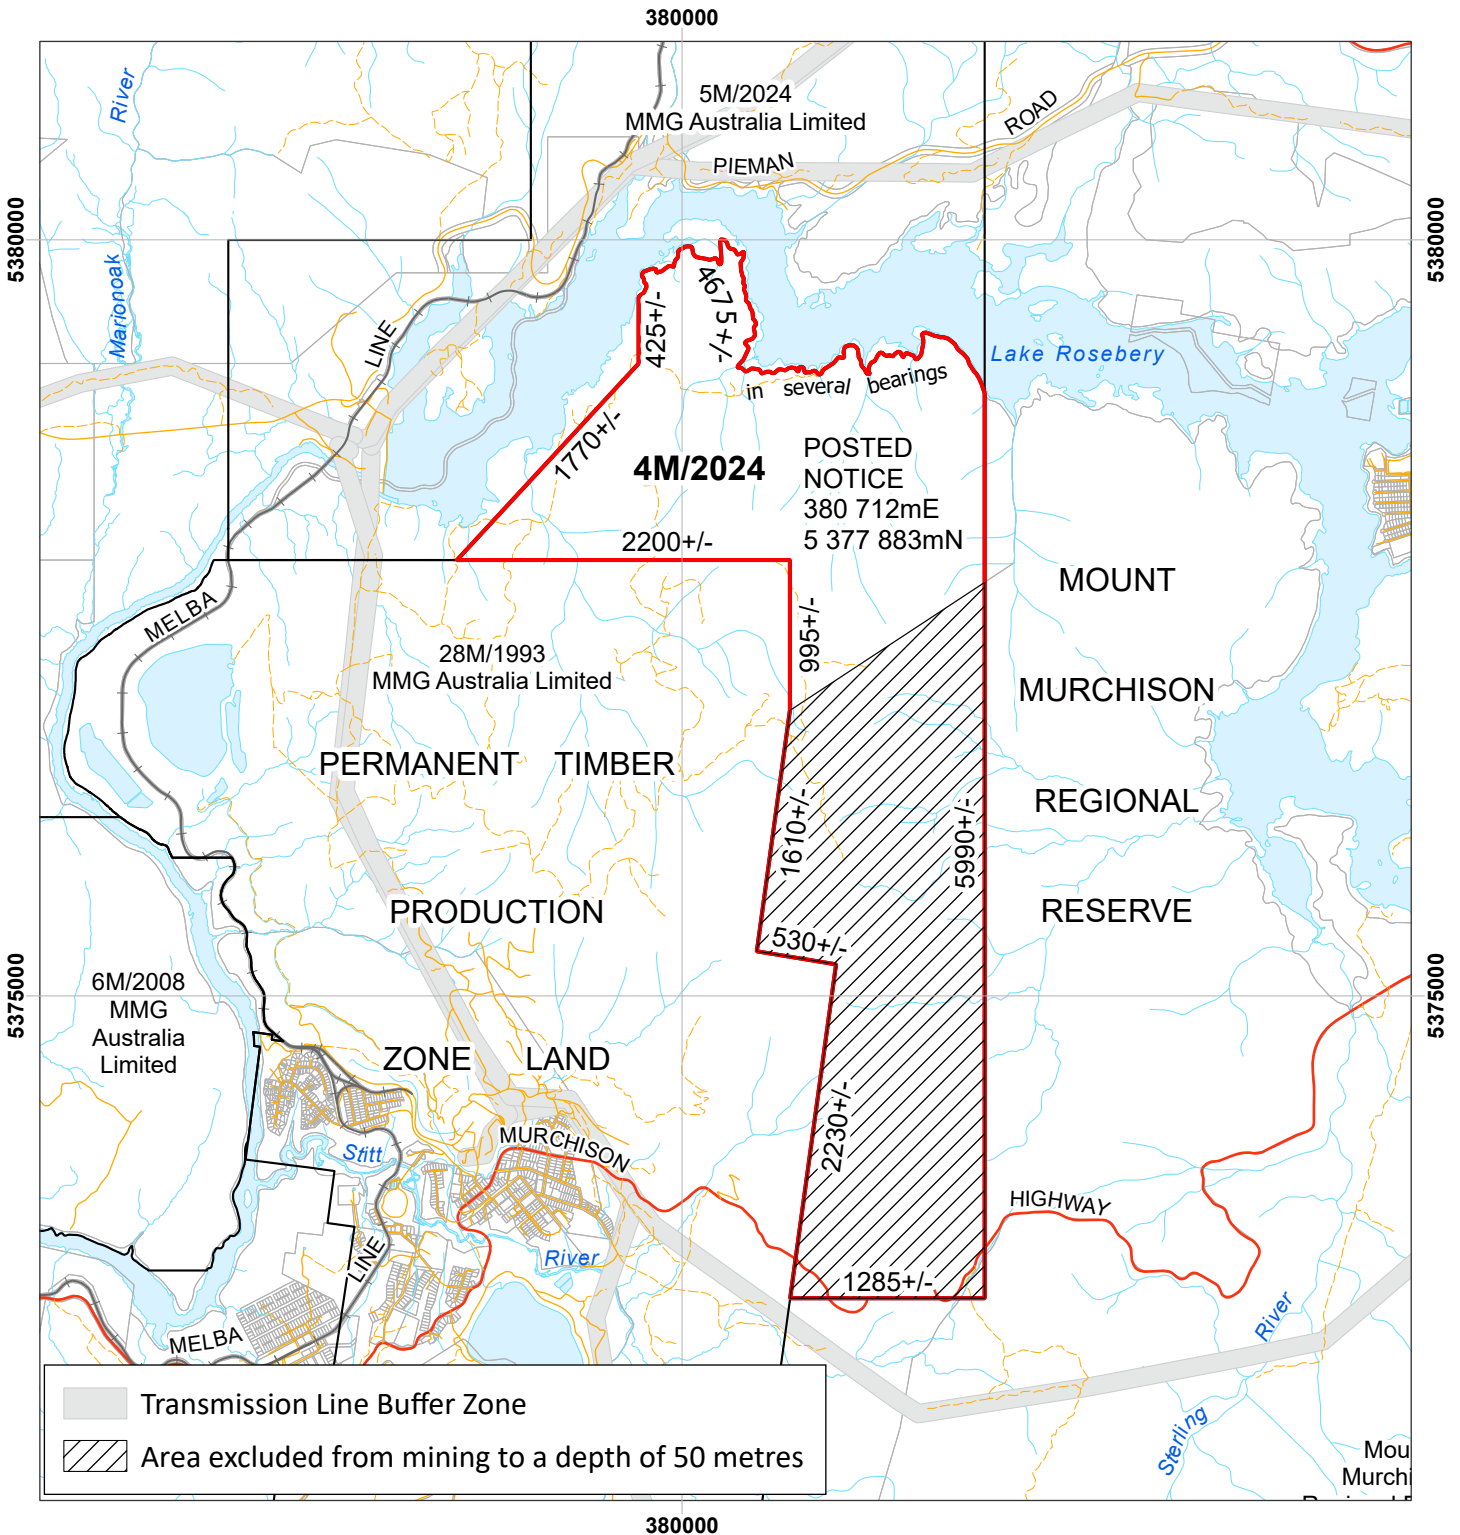 380000
River
5M/2024
MMG Australia Limited
ROAD
PIEMAN
5380000
5380000
Marionoak
LINE
425+/-
4675+/-
Lake Rosebery
in several bearings
1770+/-
4M/2024
POSTED
NOTICE
380 712mE
5 377 883mN
2200+/-
MELBA
995+/-
MOUNT
28M/1993
MMG Australia Limited
MURCHISON
PERMANENT TIMBER
1610+/-
5990+/-
REGIONAL
PRODUCTION
RESERVE
530+/-
6M/2008
MMG
Australia
Limited
5375000
5375000
ZONE LAND
2230+/-
Stitt
MURCHISON
HIGHWAY
River
LINE
1285+/-
MELBA
River
Sterling
Transmission Line Buffer Zone
Area excluded from mining to a depth of 50 metres
Mou
Murchi
380000